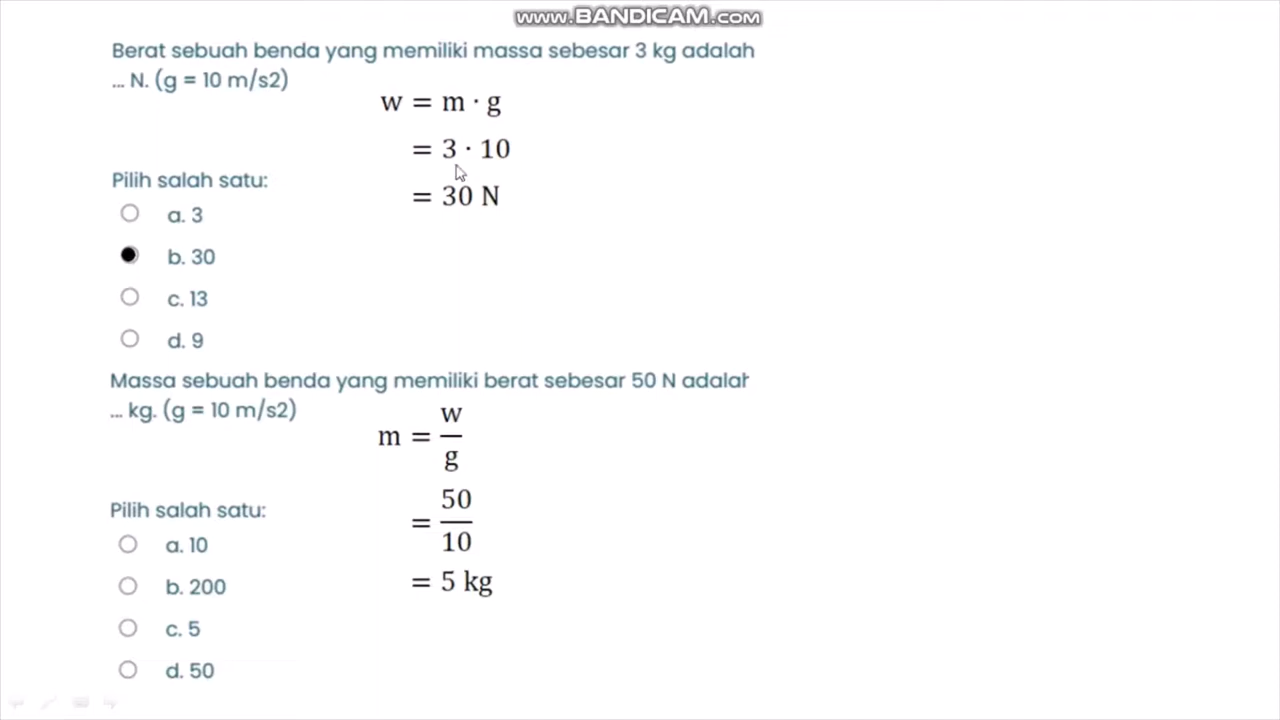 www.BANDICAM.com
Berat sebuah benda yang memiliki massa sebesar 3 kg adalah
... N. (g = 10 m/s2)
w = m · g
= 3 · 10
= 30 N
Pilih salah satu:
a. 3
b. 30
c. 13
d. 9
Massa sebuah benda yang memiliki berat sebesar 50 N adalah
... kg. (g = 10 m/s2)
m = w/g
= 50/10
= 5 kg
Pilih salah satu:
a. 10
b. 200
c. 5
d. 50